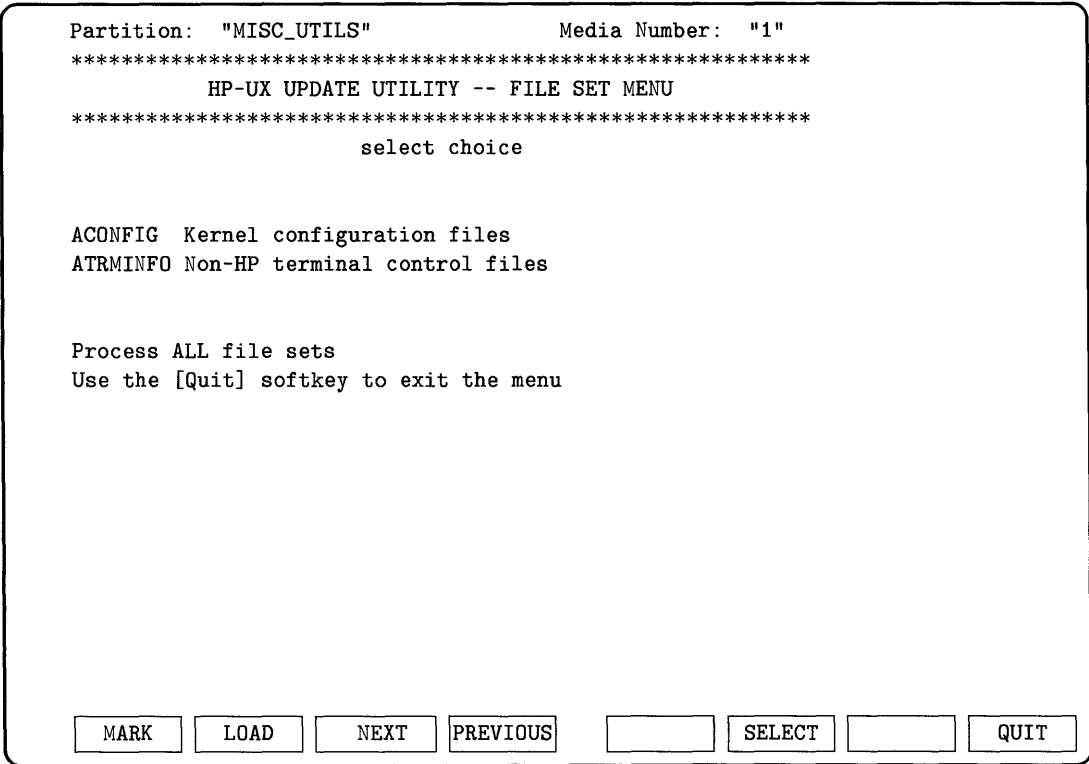 Partition: "MISC_UTILS" Media Number: "1"
***********************************************************
HP-UX UPDATE UTILITY -- FILE SET MENU
***********************************************************
select choice
ACONFIG Kernel configuration files
ATRMINFO Non-HP terminal control files
Process ALL file sets
Use the [Quit] softkey to exit the menu
MARK LOAD NEXT PREVIOUS SELECT QUIT